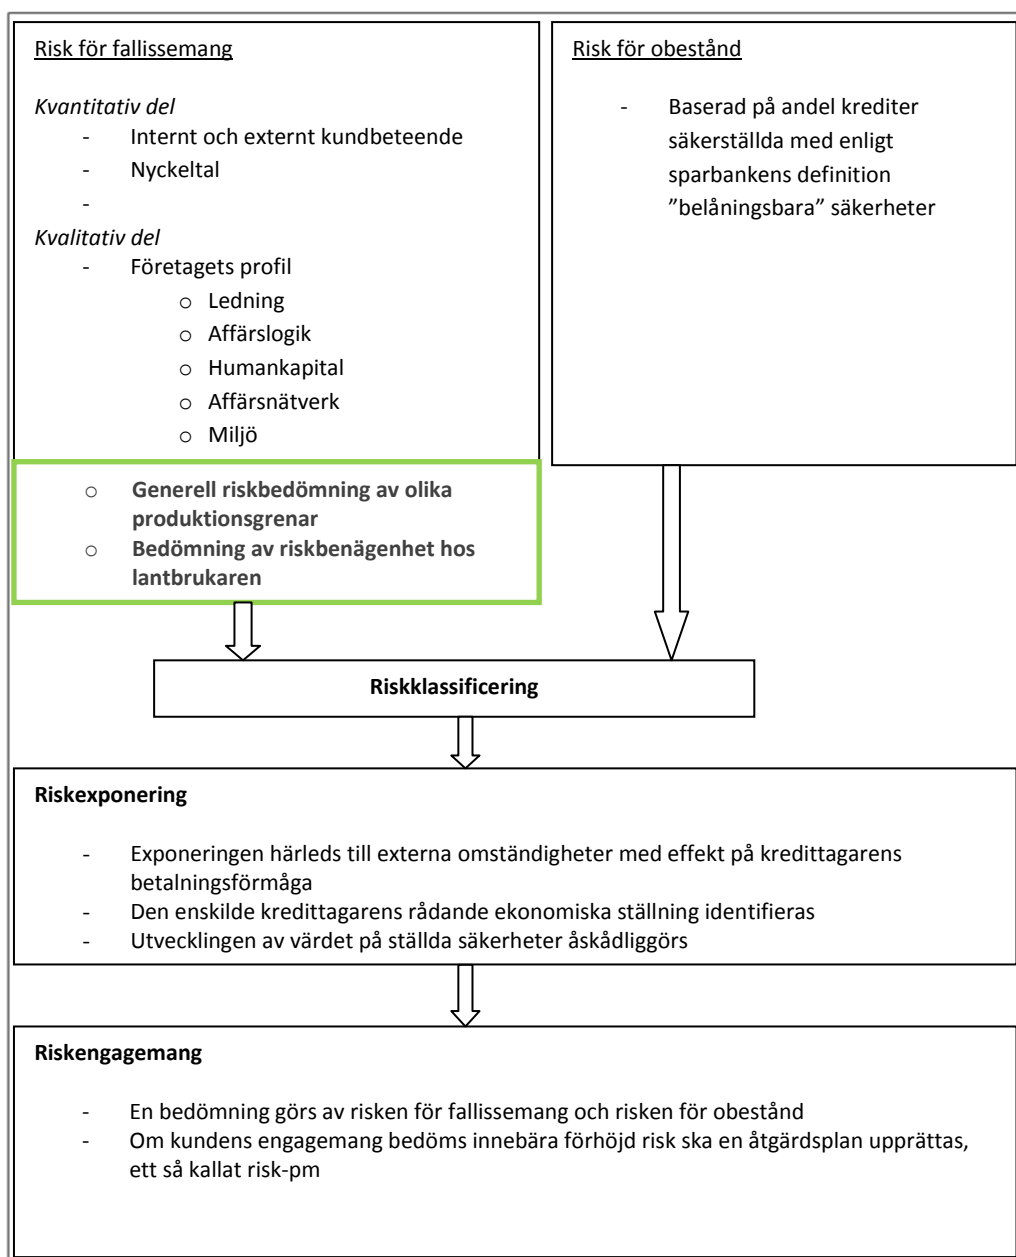 Risk för fallissemang
Kvantitativ del
- Internt och externt kundbeteende
- Nyckeltal
-
Kvalitativ del
- Företagets profil
o Ledning
o Affärslogik
o Humankapital
o Affärsnätverk
o Miljö
o Generell riskbedömning av olika
produktionsgrenar
o Bedömning av riskbenägenhet hos
lantbrukaren
Risk för obestånd
- Baserad på andel krediter
säkerställda med enligt
sparbankens definition
”belåningsbara” säkerheter
Riskklassificering
Riskexponering
- Exponeringen härleds till externa omständigheter med effekt på kredittagarens
betalningsförmåga
- Den enskilde kredittagarens rådande ekonomiska ställning identifieras
- Utvecklingen av värdet på ställda säkerheter åskådliggörs
Riskengagemang
- En bedömning görs av risken för fallissemang och risken för obestånd
- Om kundens engagemang bedöms innebära förhöjd risk ska en åtgärdsplan upprättas,
ett så kallat risk-pm